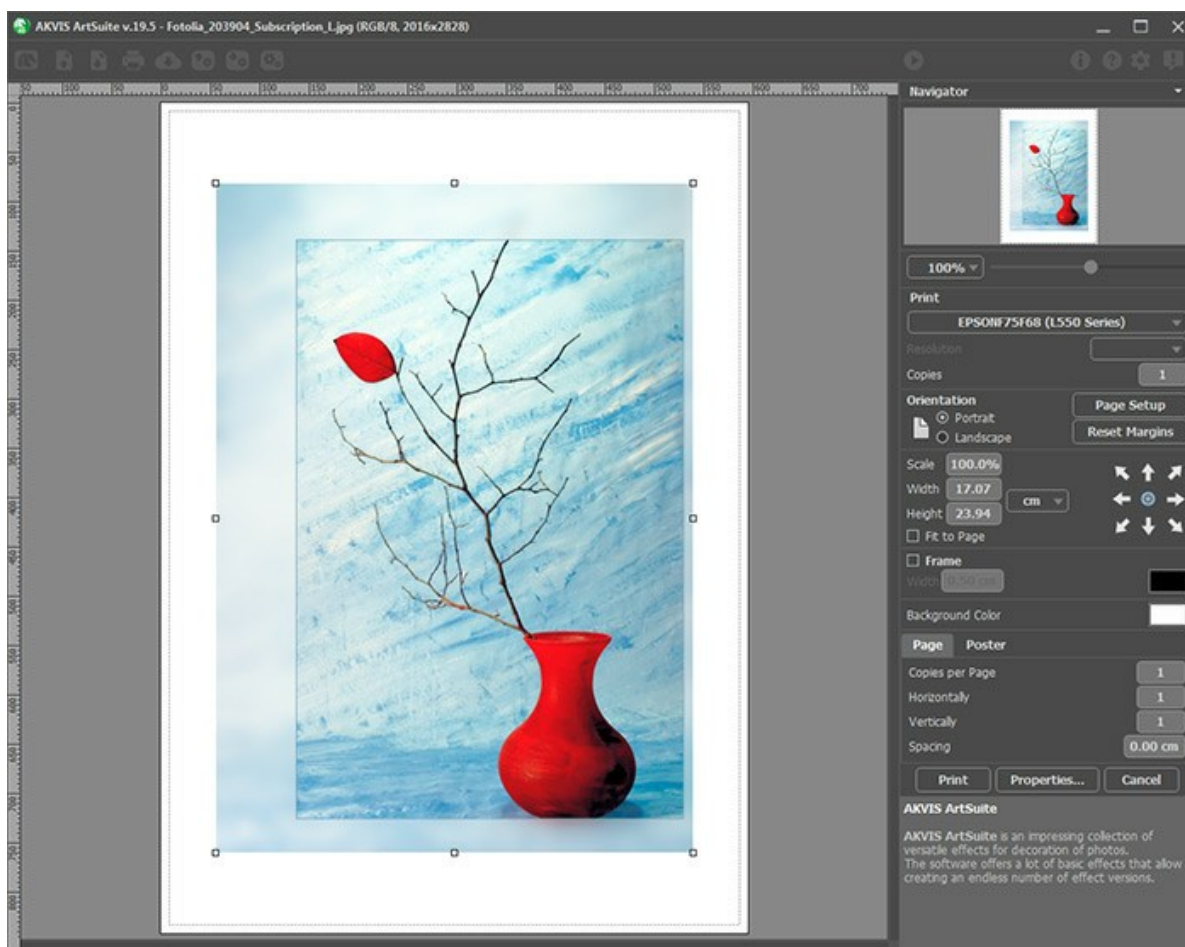 AKVIS ArtSuite v.19.5 - Fotolia_203904_Subscription_L.jpg (RGB/8, 2016x2828)
Navigator
100%
Print
EPSONF75F68 (L550 Series)
Resolution
Copies 1
Orientation
Portrait
Landscape
Page Setup
Reset Margins
Scale 100.0%
Width 17.07
cm
Height 23.94
Fit to Page
Frame
Width 0.50 cm
Background Color
Page Poster
Copies per Page 1
Horizontally 1
Vertically 1
Spacing 0.00 cm
Print Properties... Cancel
AKVIS ArtSuite
AKVIS ArtSuite is an impressing collection of
versatile effects for decoration of photos.
The software offers a lot of basic effects that allow
creating an endless number of effect versions.